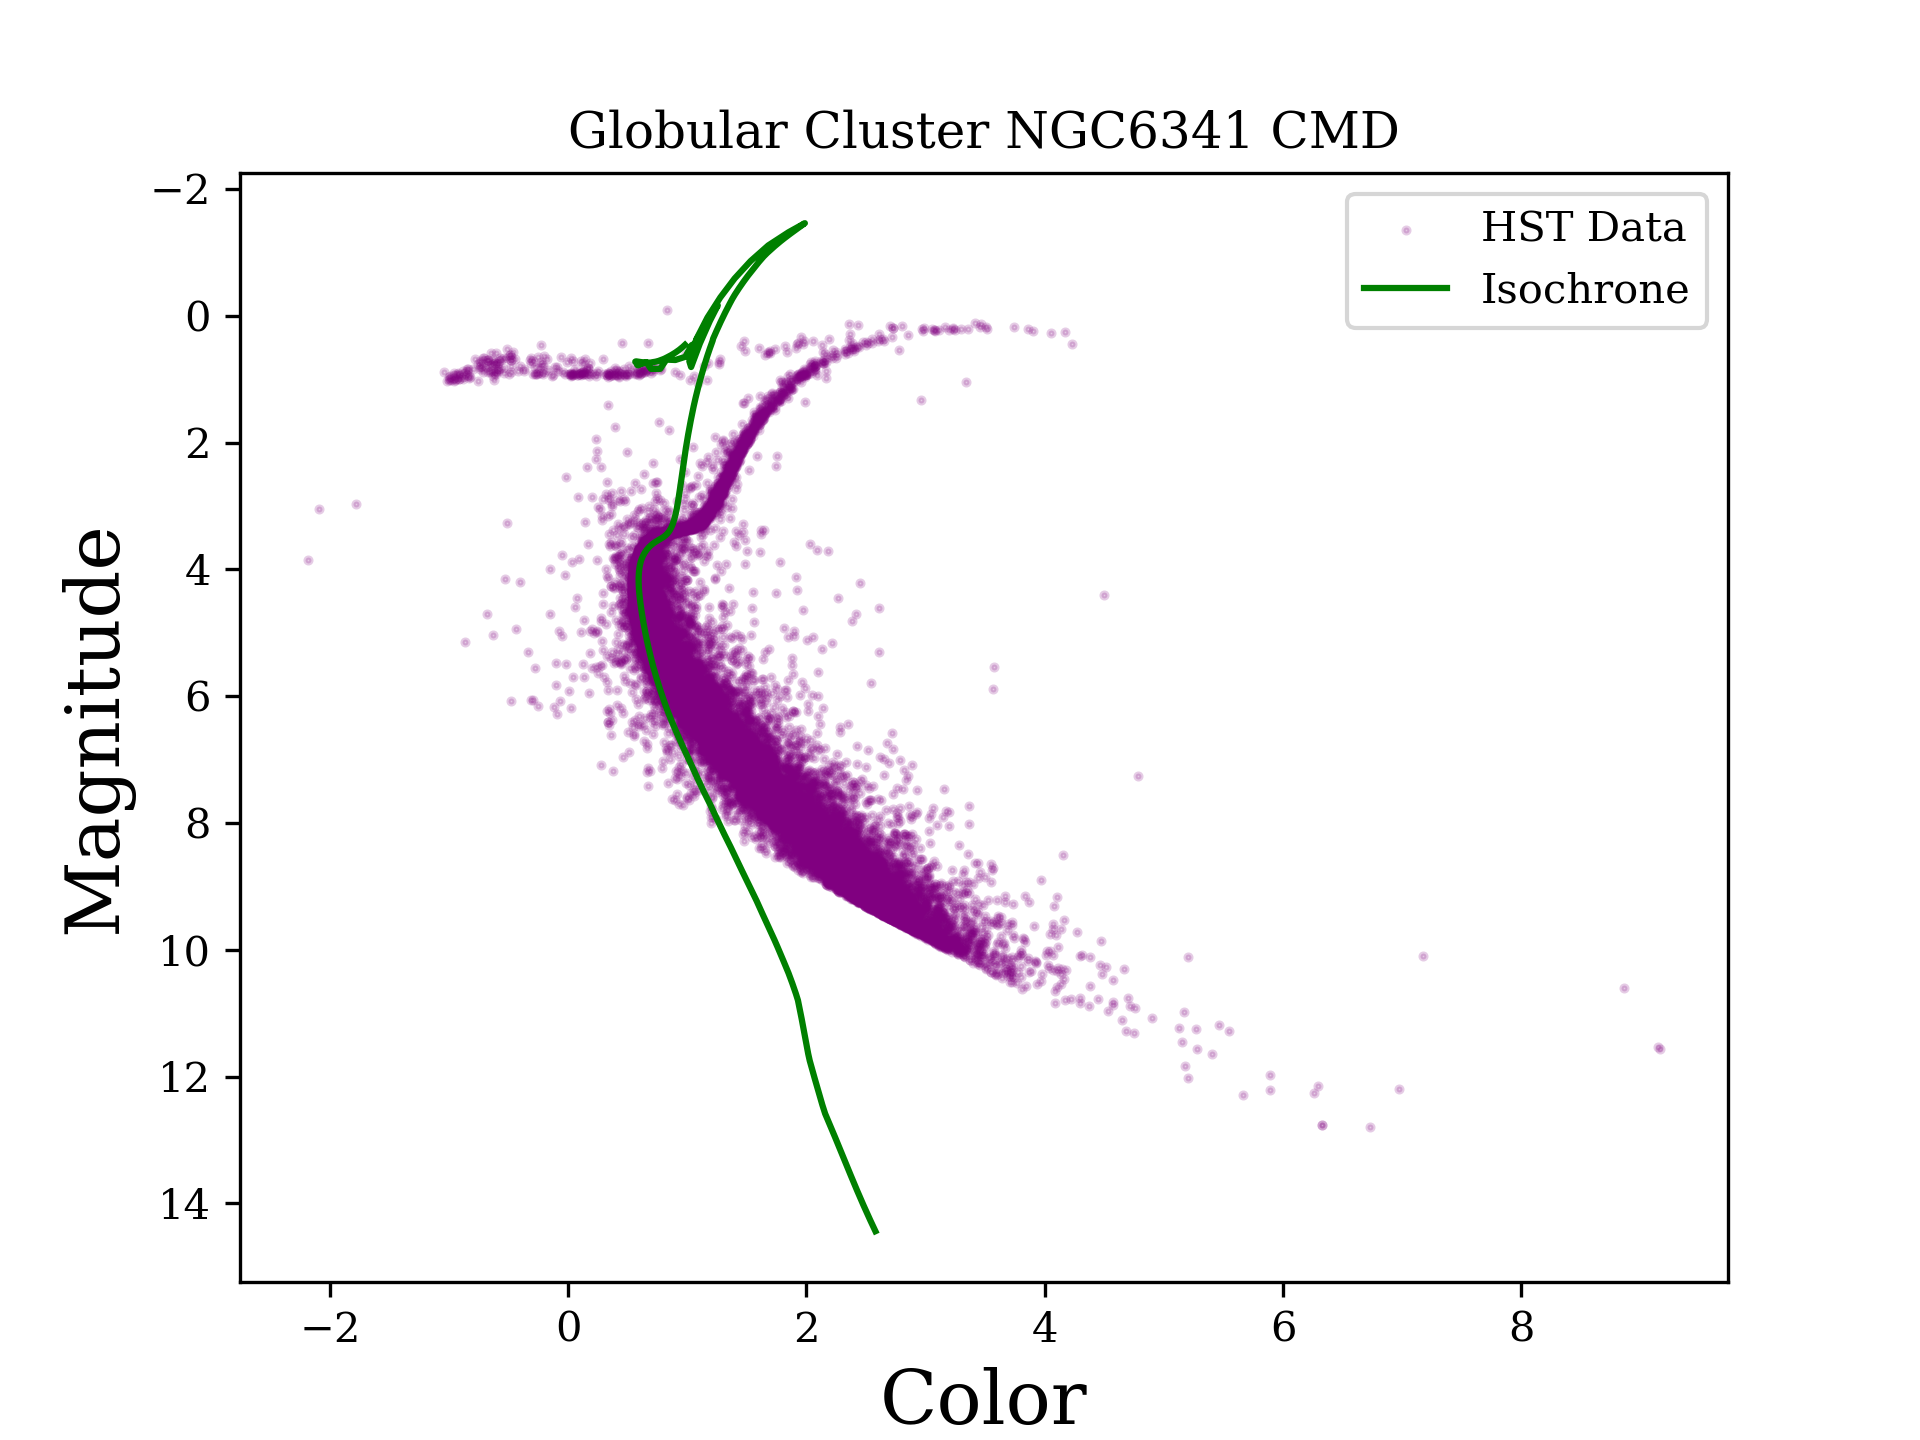 Globular Cluster NGC6341 CMD
HST Data
Isochrone
Magnitude
−2
0
2
4
6
8
10
12
14
−2 0 2 4 6 8
Color